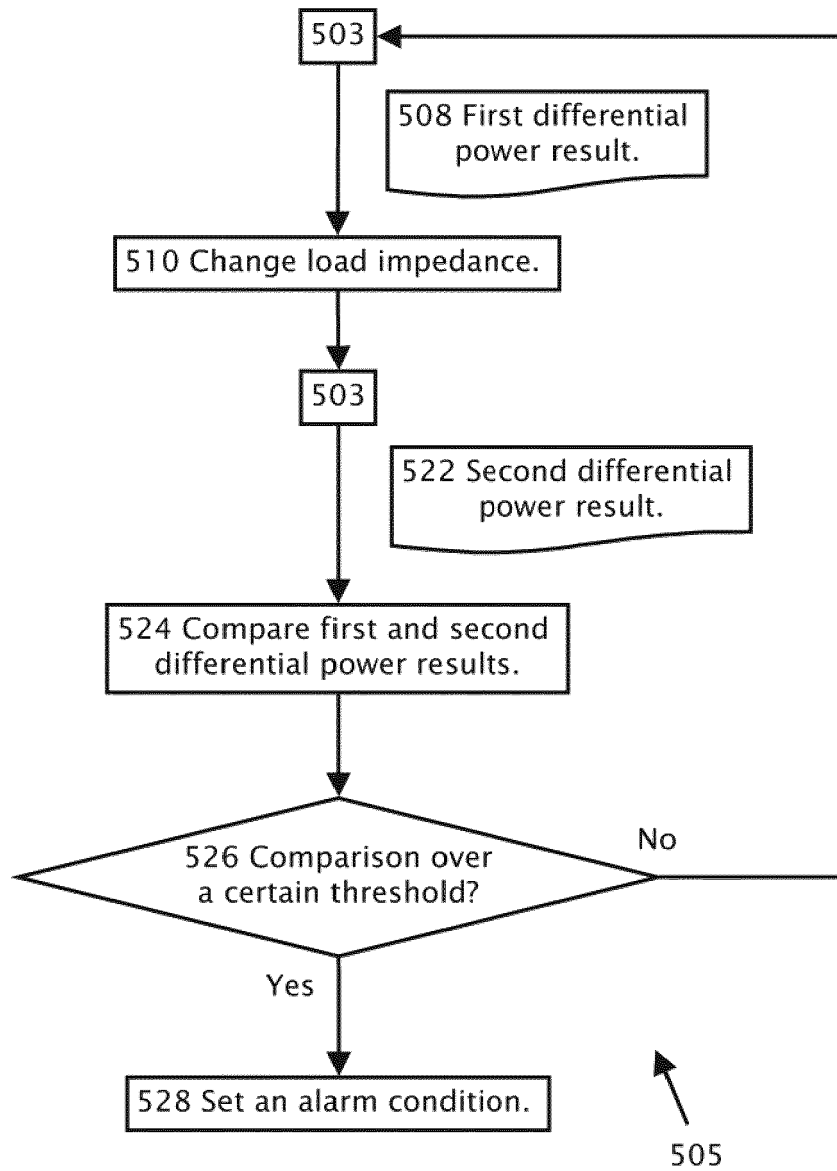 503
508 First differential
power result.
510 Change load impedance.
503
522 Second differential
power result.
524 Compare first and second
differential power results.
526 Comparison over
a certain threshold?
No
Yes
528 Set an alarm condition.
505